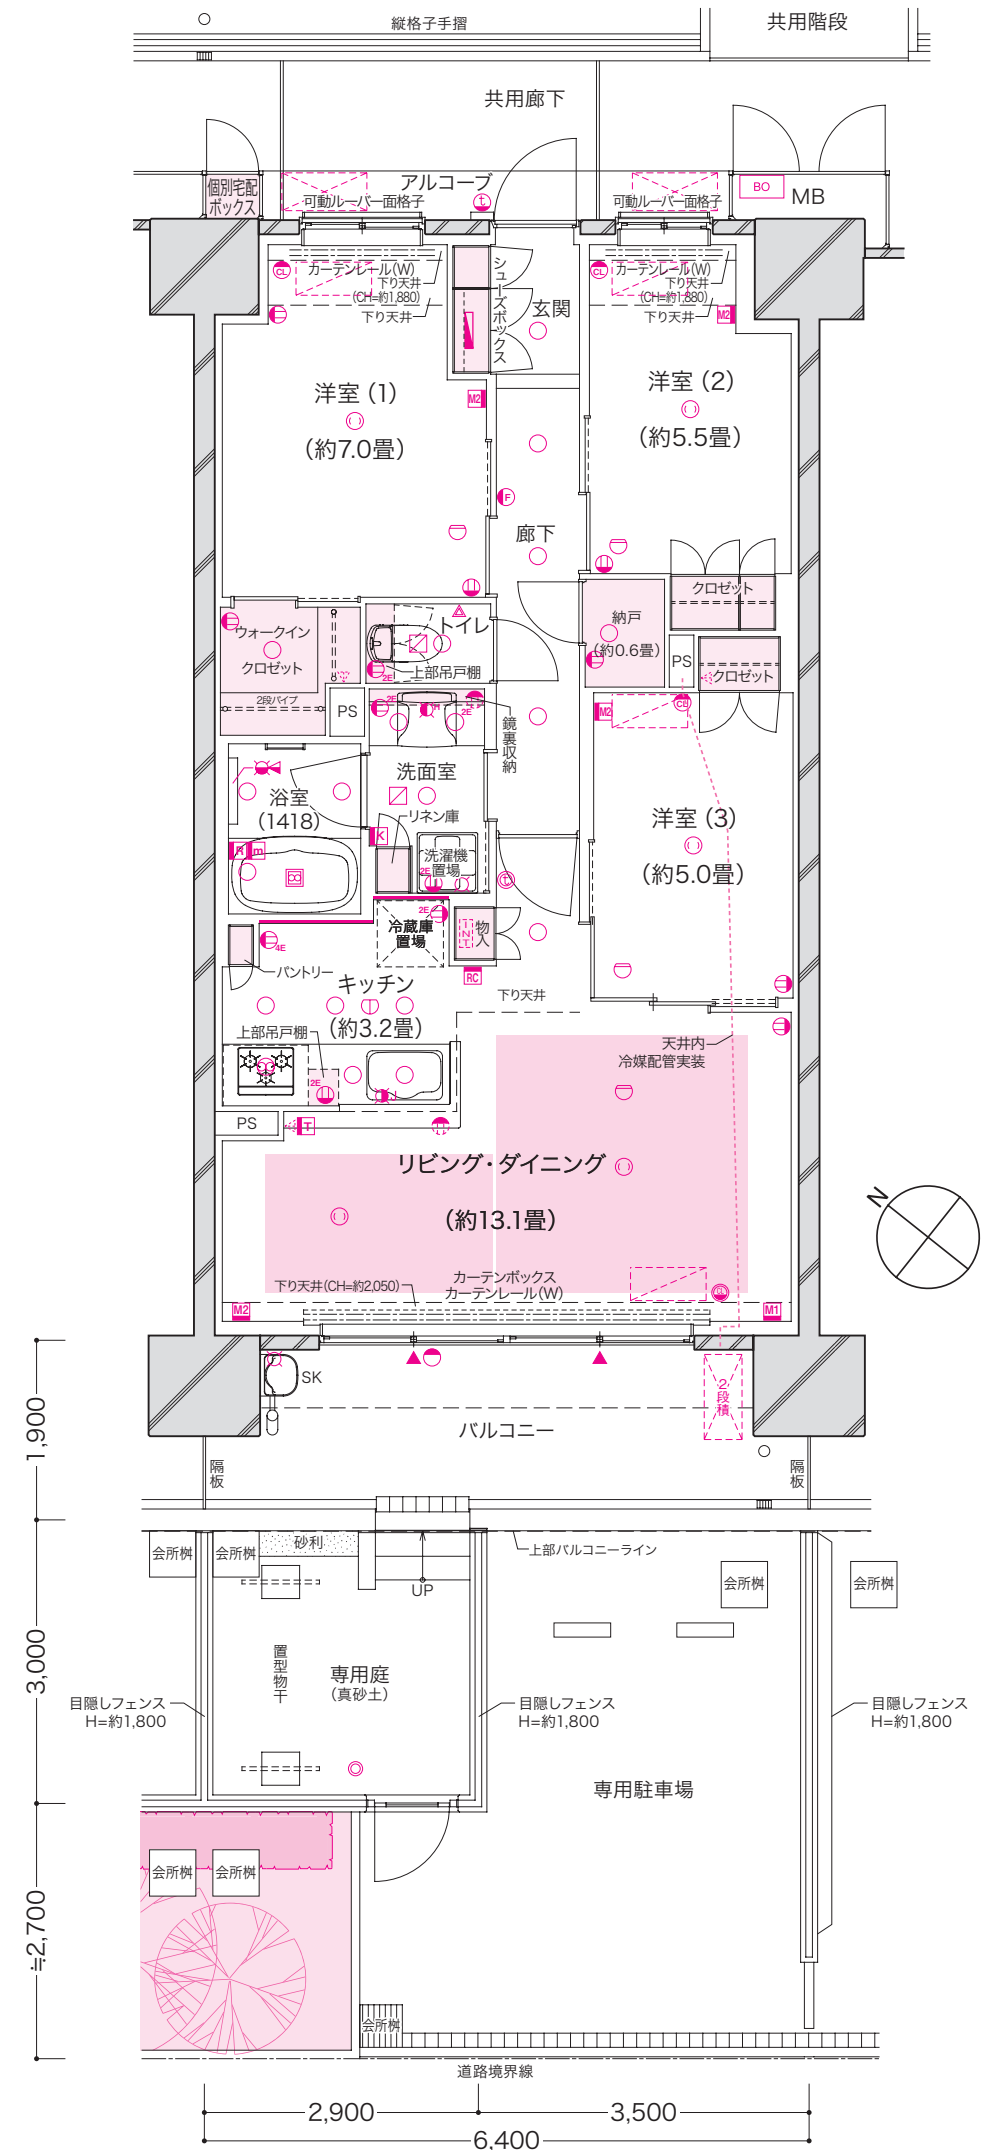 縦格子手摺
共用階段
共用廊下
個別宅配
ボックス
アルコーブ
t
可動ルーバー面格子
可動ルーバー面格子
BO
MB
CL
カーテンレール(W)
下り天井
(CH=約1,880)
下り天井
シューズボックス
玄関
CL
カーテンレール(W)
下り天井
(CH=約1,880)
下り天井
M2
洋室 (1)
(約7.0畳)
M2
洋室 (2)
(約5.5畳)
F
廊下
ウォークイン
クロゼット
2段パイプ
トイレ
上部吊戸棚
2E
納戸
(約0.6畳)
クロゼット
PS
クロゼット
PS
2E
H
2E
鏡裏収納
M2
CL
洗面室
リネン庫
浴室
(1418)
K
洗濯機
置場
2E
R
m
t
洋室 (3)
(約5.0畳)
冷蔵庫
置場
2E
物入
INT
4E
パントリー
RC
キッチン
(約3.2畳)
下り天井
上部吊戸棚
2E
天井内
冷媒配管実装
PS
T
リビング・ダイニング
(約13.1畳)
N
下り天井(CH=約2,050)
カーテンボックス
カーテンレール(W)
CL
M2
M1
SK
2段積
バルコニー
1,900
隔板
隔板
会所桝
会所桝
砂利
UP
上部バルコニーライン
会所桝
会所桝
3,000
置型物干
専用庭
(真砂土)
目隠しフェンス
H=約1,800
目隠しフェンス
H=約1,800
目隠しフェンス
H=約1,800
専用駐車場
会所桝
会所桝
≒2,700
会所桝
道路境界線
2,900
3,500
6,400